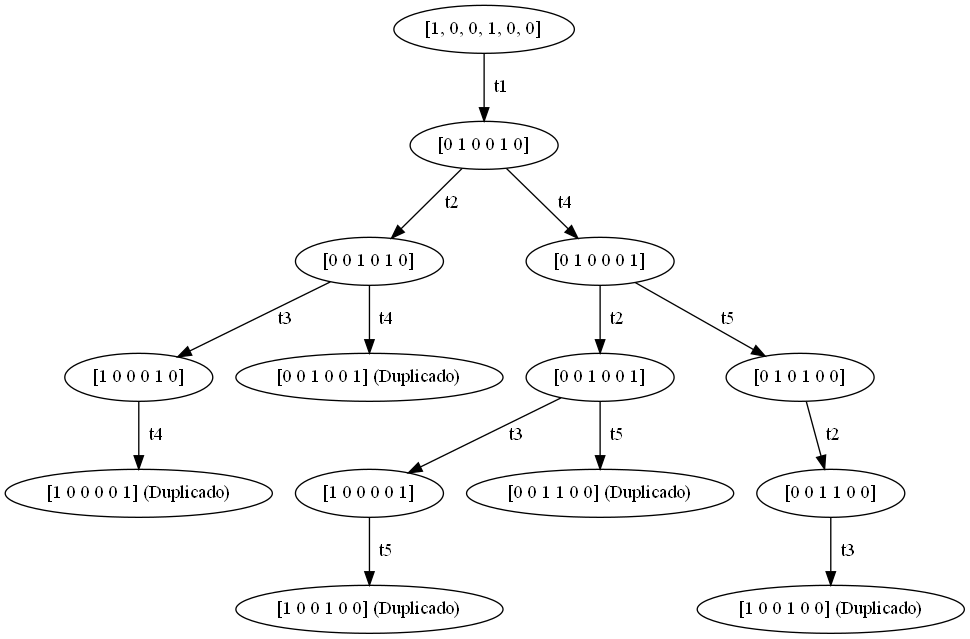 [1, 0, 0, 1, 0, 0]
t1
[0 1 0 0 1 0]
t2
t4
[0 0 1 0 1 0]
[0 1 0 0 0 1]
t3
t4
t2
t5
[1 0 0 0 1 0]
[0 0 1 0 0 1] (Duplicado)
[0 0 1 0 0 1]
[0 1 0 1 0 0]
t4
t3
t5
t2
[1 0 0 0 0 1] (Duplicado)
[1 0 0 0 0 1]
[0 0 1 1 0 0] (Duplicado)
[0 0 1 1 0 0]
t5
t3
[1 0 0 1 0 0] (Duplicado)
[1 0 0 1 0 0] (Duplicado)